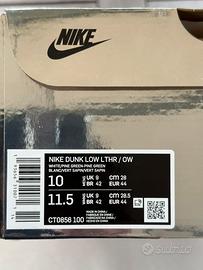 NIKE
NIKE DUNK LOW LTHR / OW
WHITE/PINE GREEN-PINE GREEN
BLANC/VERT SAPIN/VERT SAPIN
10
UK 9
BR 42
CM 28
EUR 44
11.5
UK 9
BR 42
CM 28.5
EUR 44
CT0856 100
subito